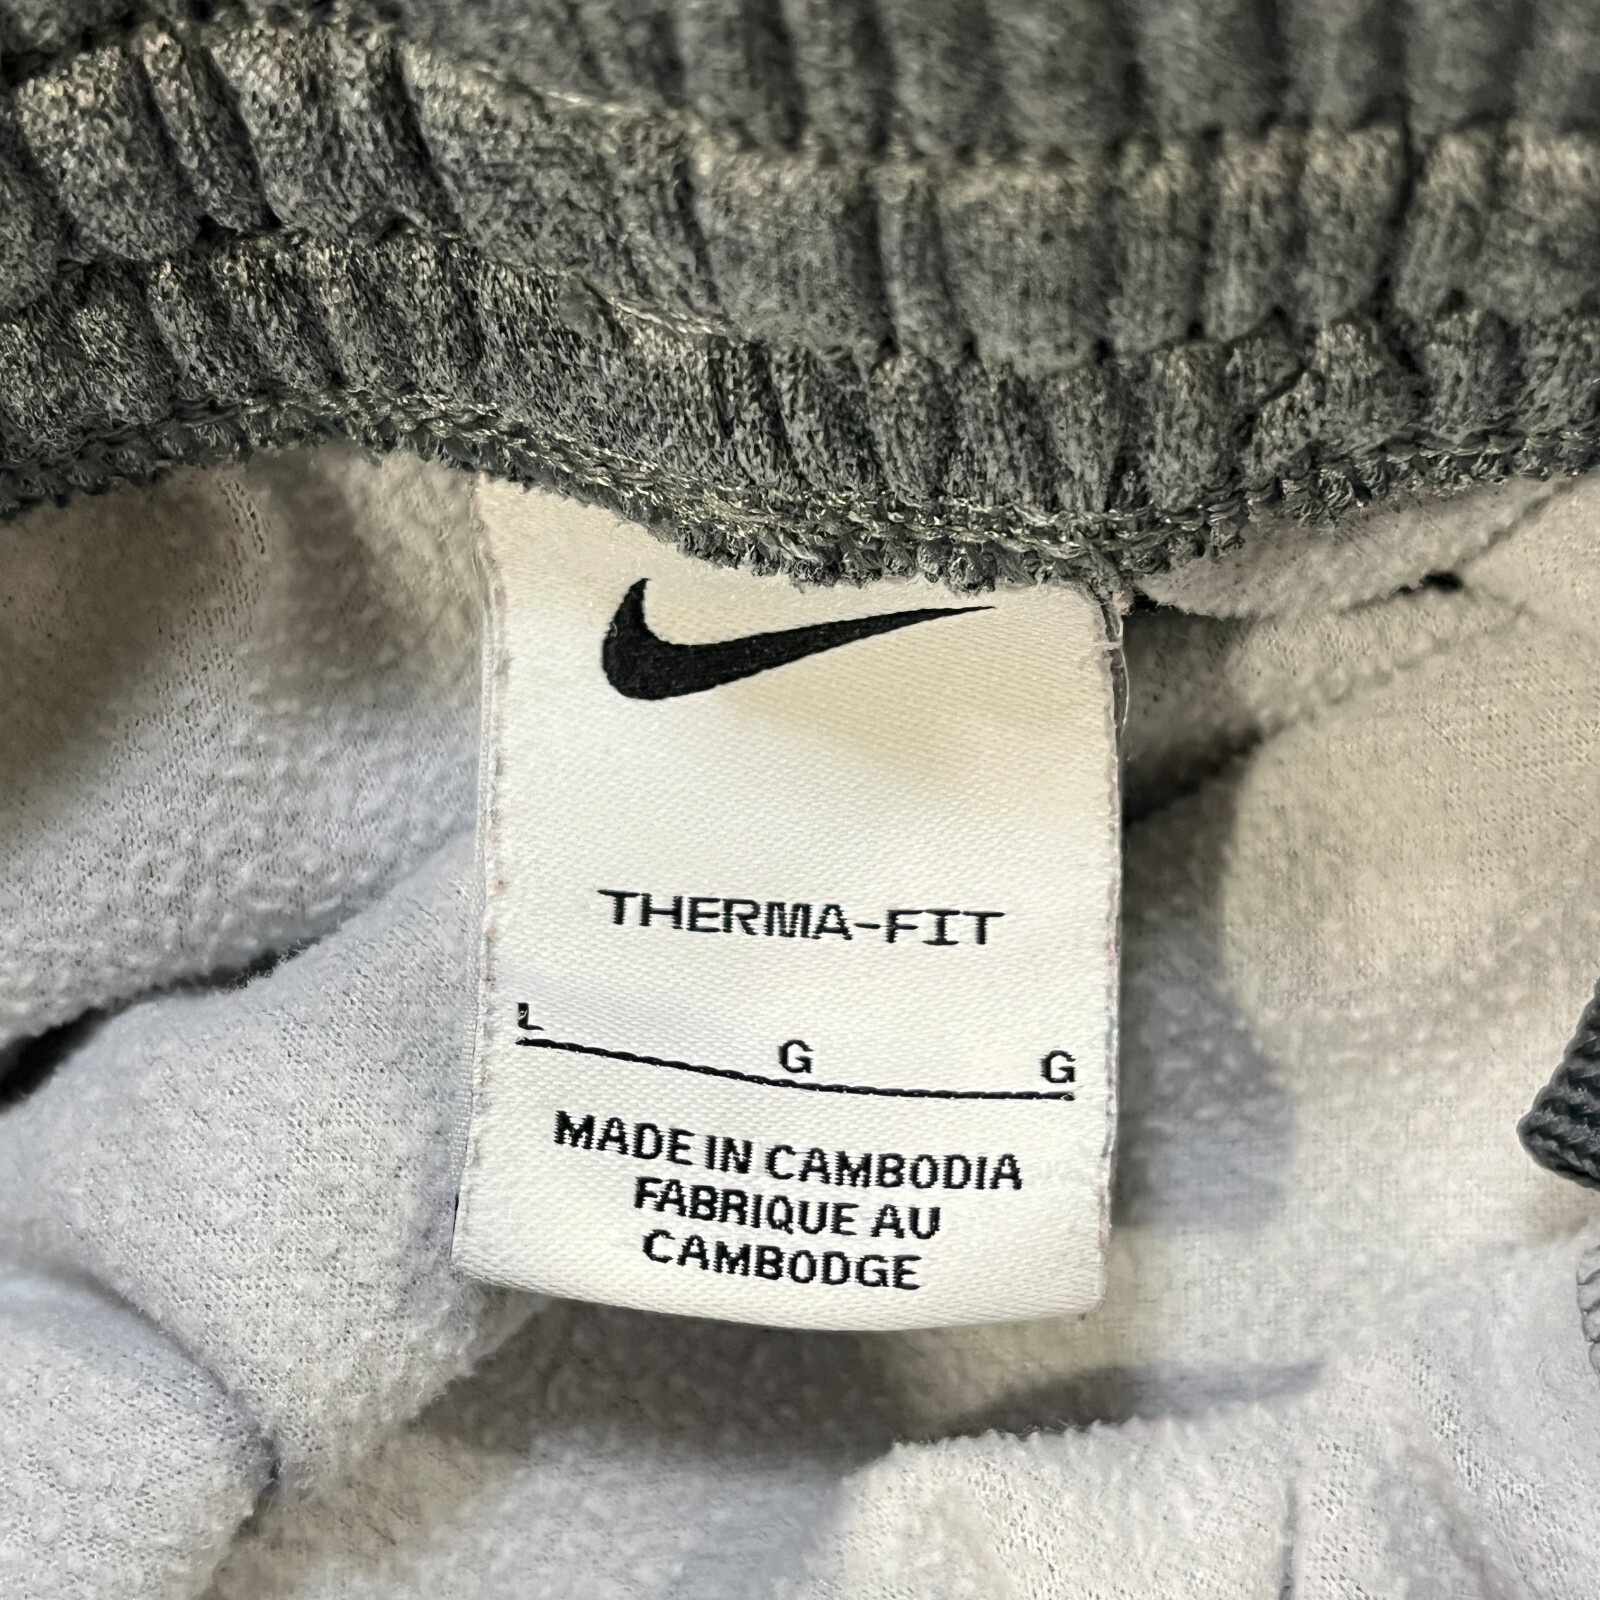 THERMA-FIT
L G G
MADE IN CAMBODIA
FABRIQUE AU
CAMBODGE